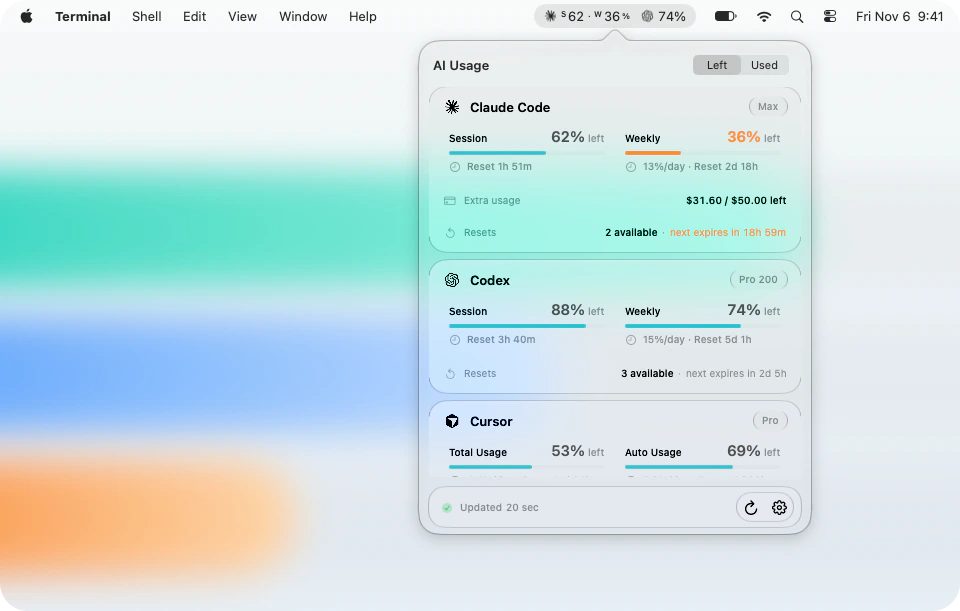 Terminal Shell Edit View Window Help S 62 · W 36% 74% Fri Nov 6 9:41
AI Usage Left Used
Claude Code Max
Session 62% left Weekly 36% left
Reset 1h 51m 13%/day · Reset 2d 18h
Extra usage $31.60 / $50.00 left
Resets 2 available · next expires in 18h 59m
Codex Pro 200
Session 88% left Weekly 74% left
Reset 3h 40m 15%/day · Reset 5d 1h
Resets 3 available · next expires in 2d 5h
Cursor Pro
Total Usage 53% left Auto Usage 69% left
Updated 20 sec